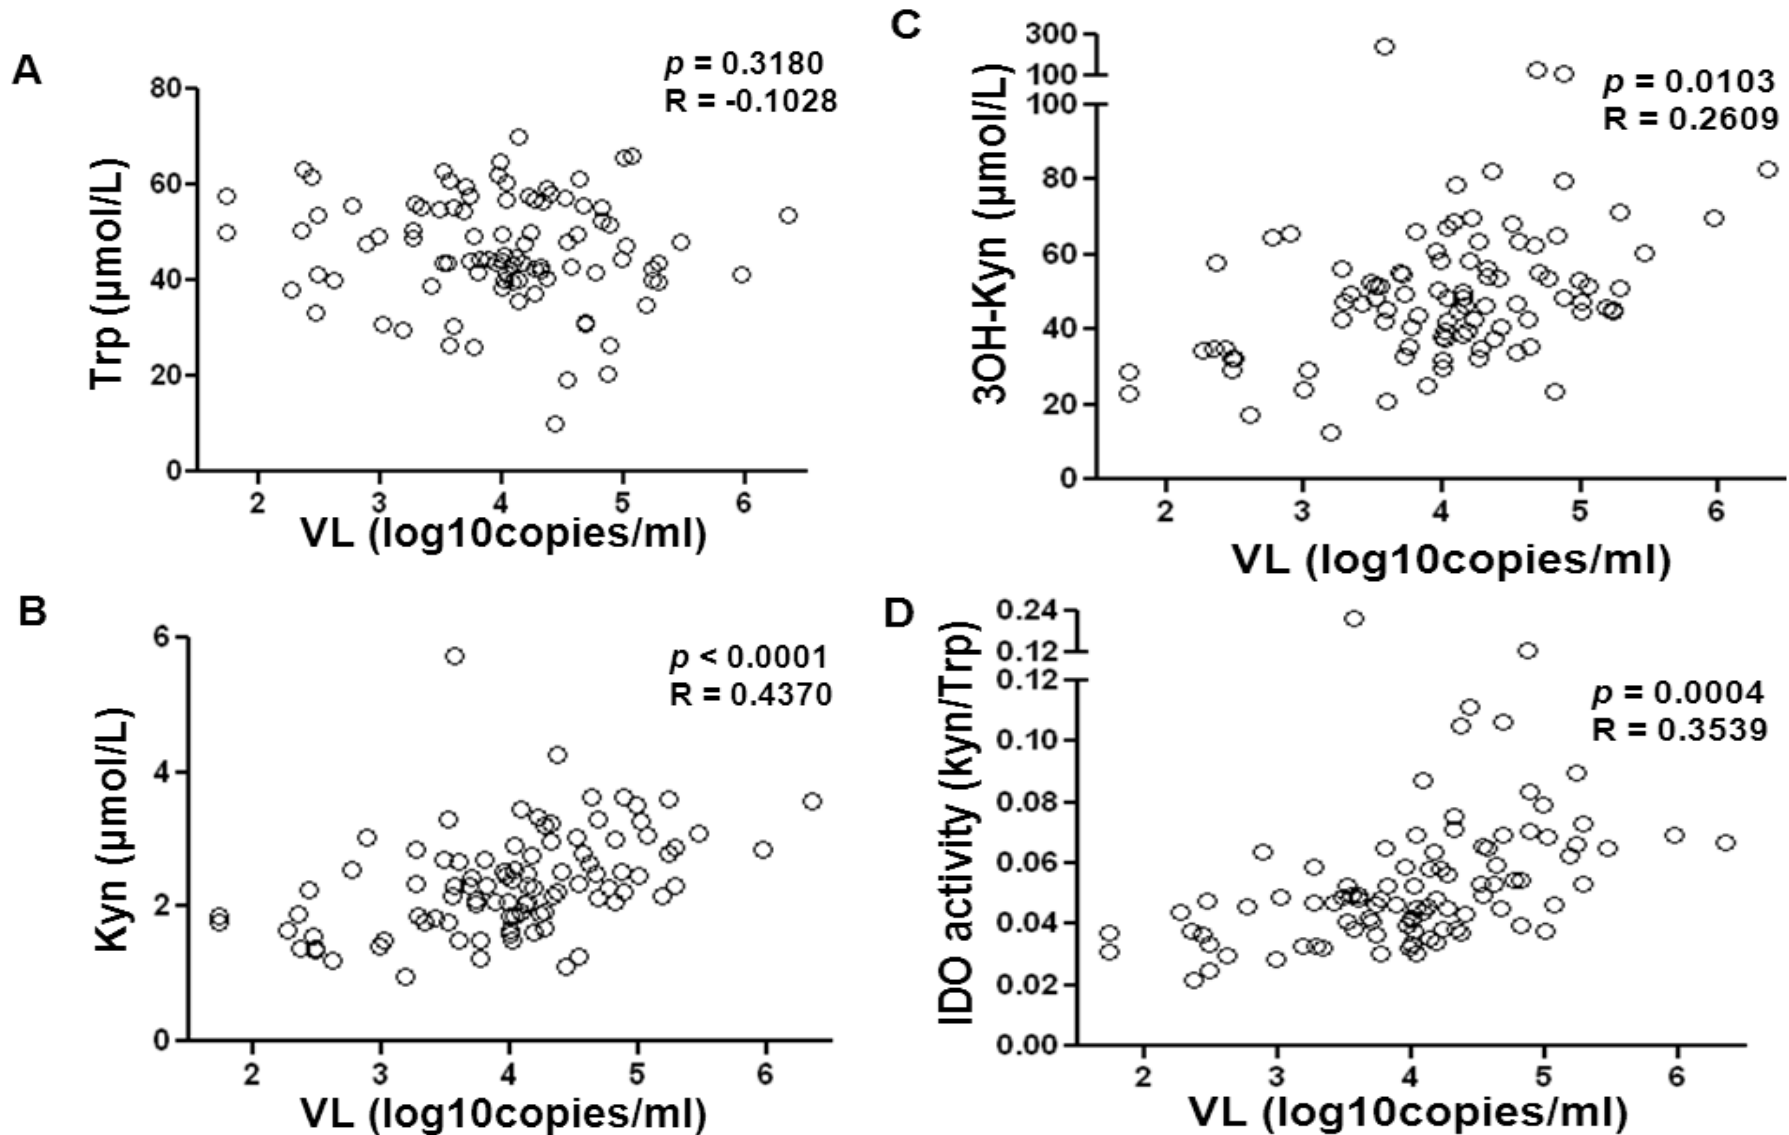 A
p = 0.3180
R = -0.1028
Trp (µmol/L)
80
60
40
20
0
2 3 4 5 6
VL (log10copies/ml)
B
p < 0.0001
R = 0.4370
Kyn (µmol/L)
6
4
2
0
2 3 4 5 6
VL (log10copies/ml)
C
p = 0.0103
R = 0.2609
3OH-Kyn (µmol/L)
300
100
100
80
60
40
20
0
2 3 4 5 6
VL (log10copies/ml)
D
p = 0.0004
R = 0.3539
IDO activity (kyn/Trp)
0.24
0.12
0.12
0.10
0.08
0.06
0.04
0.02
0.00
2 3 4 5 6
VL (log10copies/ml)